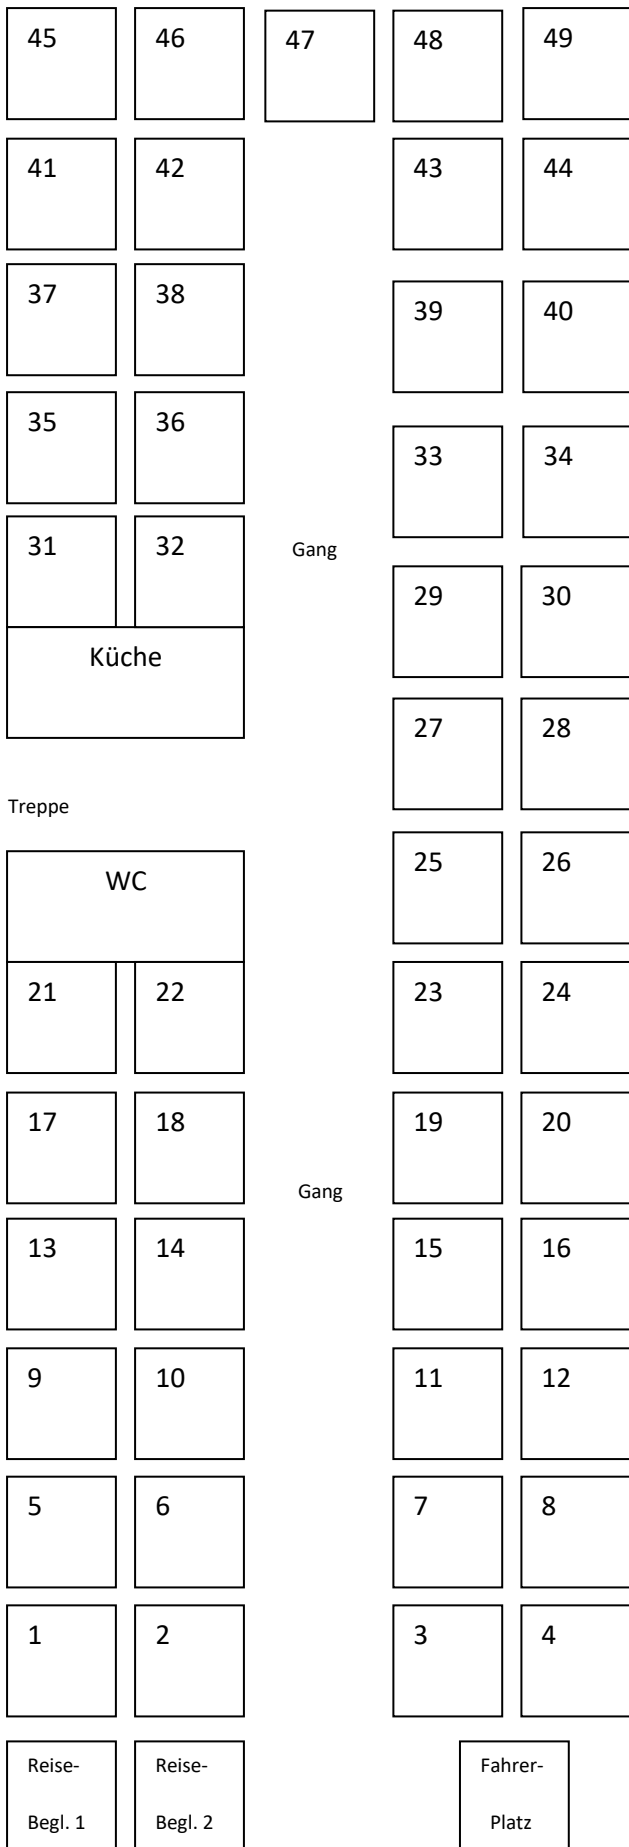 45 46 47 48 49
41 42 43 44
37 38 39 40
35 36 33 34
31 32 Gang
29 30
Küche
27 28
Treppe
25 26
WC
21 22 23 24
17 18 19 20
Gang
13 14 15 16
9 10 11 12
5 6 7 8
1 2 3 4
Reise- Reise- Fahrer-
Begl. 1 Begl. 2 Platz